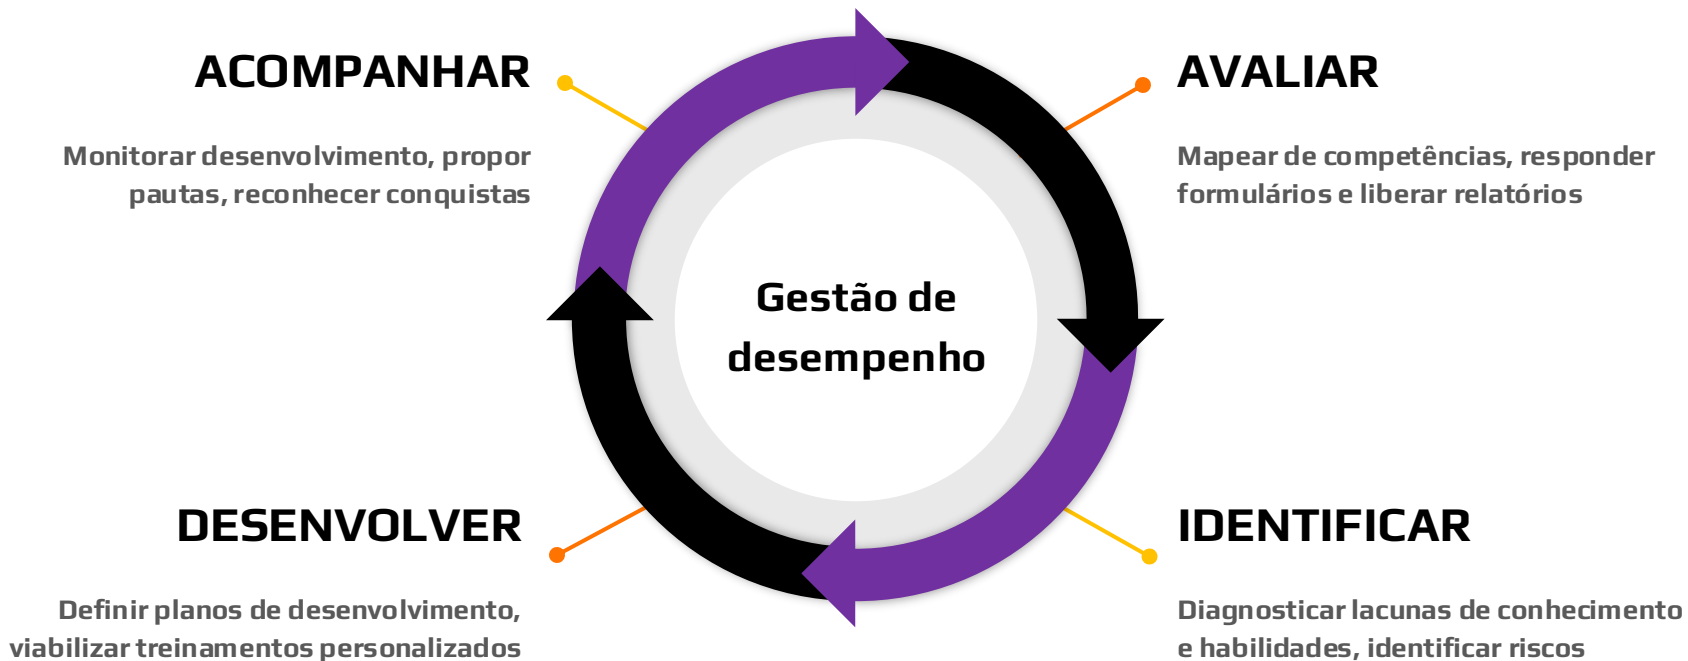 ACOMPANHAR
Monitorar desenvolvimento, propor
pautas, reconhecer conquistas
AVALIAR
Mapear de competências, responder
formulários e liberar relatórios
Gestão de
desempenho
DESENVOLVER
Definir planos de desenvolvimento,
viabilizar treinamentos personalizados
IDENTIFICAR
Diagnosticar lacunas de conhecimento
e habilidades, identificar riscos